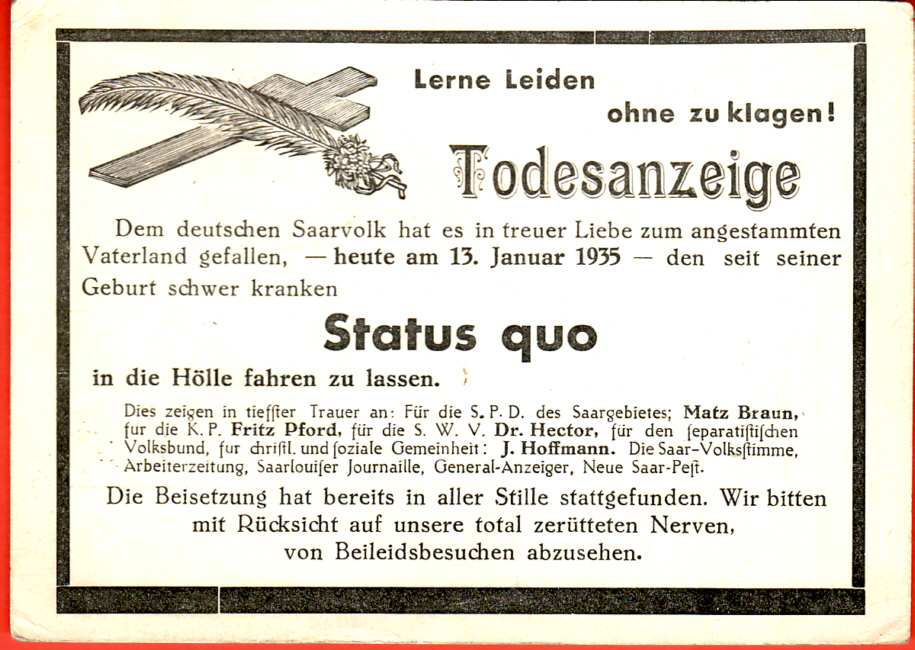 Lerne Leiden
ohne zu klagen!
Todesanzeige
Dem deutschen Saarvolk hat es in treuer Liebe zum angestammten
Vaterland gefallen, — heute am 13. Januar 1935 — den seit seiner
Geburt schwer kranken
Status quo
in die Hölle fahren zu lassen.
Dies zeigen in tiefſter Trauer an: Für die S. P. D. des Saargebietes; Matz Braun,
fur die K. P. Fritz Pford, für die S. W. V. Dr. Hector, für den ſeparatiſtiſchen
Volksbund, fur chriſtl. und ſoziale Gemeinheit: J. Hoffmann. Die Saar-Volksſtimme,
Arbeiterzeitung, Saarlouiſer Journaille, General-Anzeiger, Neue Saar-Peſt.
Die Beisetzung hat bereits in aller Stille stattgefunden. Wir bitten
mit Rücksicht auf unsere total zerütteten Nerven,
von Beileidsbesuchen abzusehen.